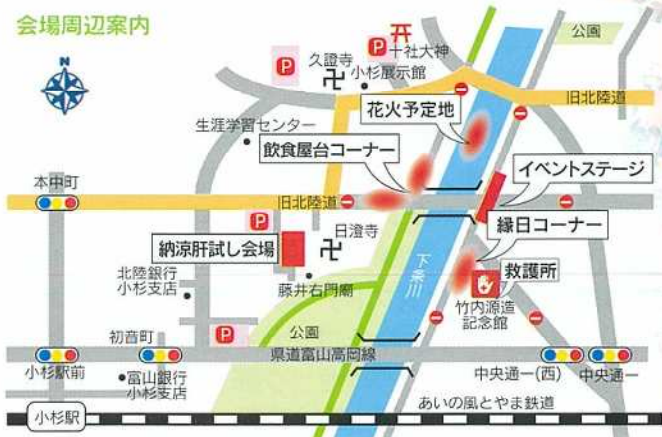 会場周辺案内
N
P
P
十社大神
久證寺
卍
小杉展示館
公園
旧北陸道
花火予定地
生涯学習センター
飲食屋台コーナー
イベントステージ
本中町
旧北陸道
P
縁日コーナー
納涼肝試し会場
日澄寺
卍
下条川
救護所
北陸銀行
小杉支店
藤井右門廟
竹内源造
記念館
初音町
P
公園
県道富山高岡線
小杉駅前
富山銀行
小杉支店
中央通一(西)
中央通一
あいの風とやま鉄道
小杉駅